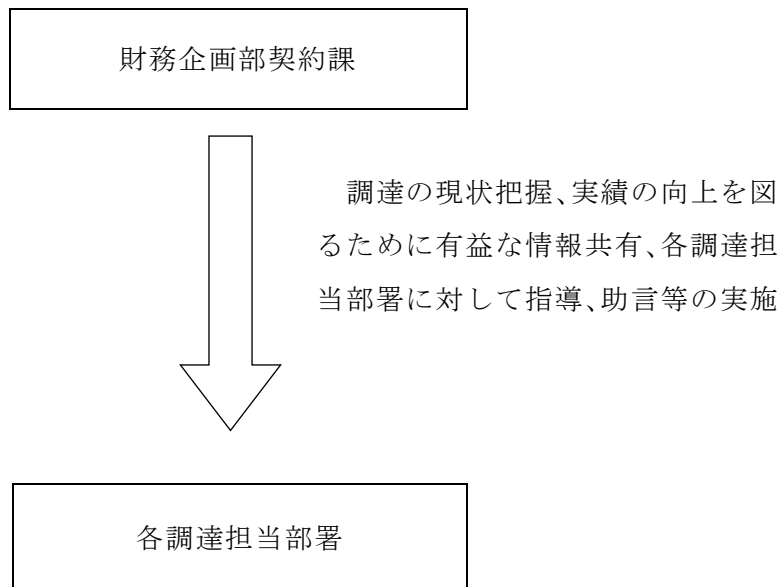 財務企画部契約課
調達の現状把握、実績の向上を図
るために有益な情報共有、各調達担
当部署に対して指導、助言等の実施
各調達担当部署